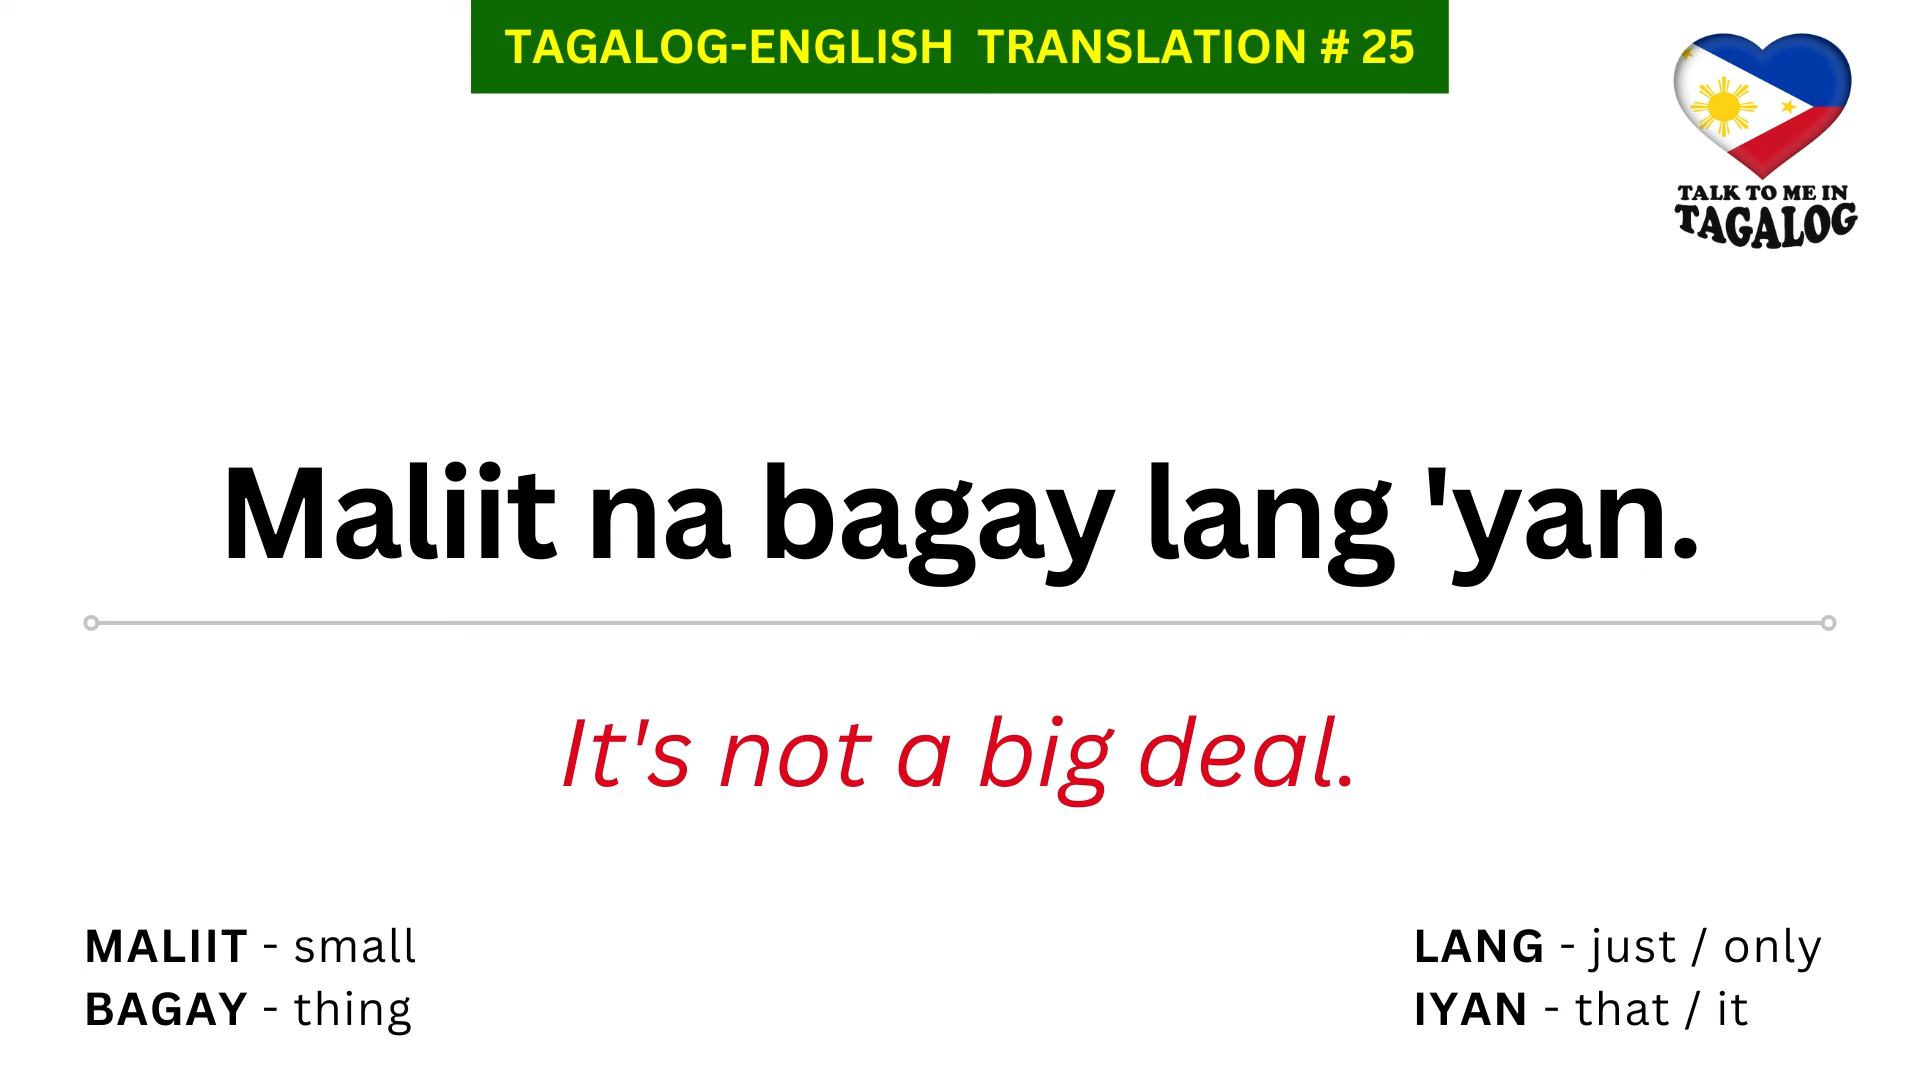 TAGALOG-ENGLISH TRANSLATION # 25
TALK TO ME IN
TAGALOG
Maliit na bagay lang 'yan.
It's not a big deal.
MALIIT - small
BAGAY - thing
LANG - just / only
IYAN - that / it